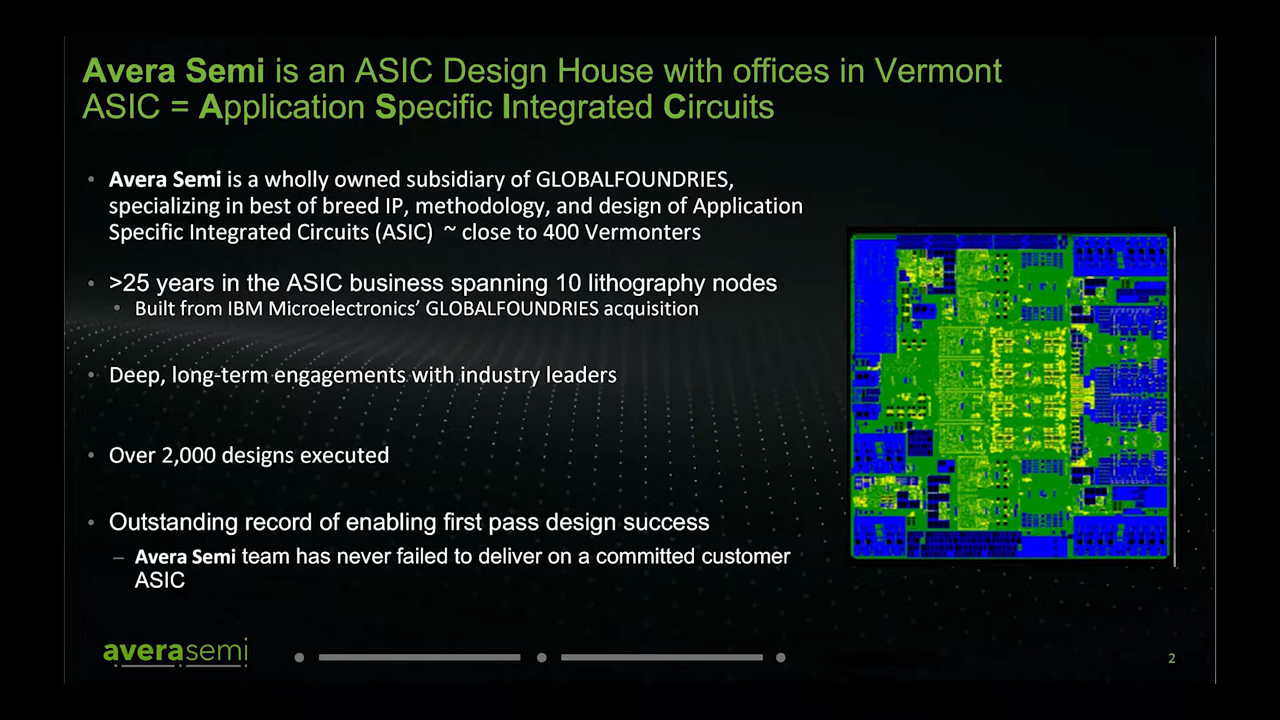 Avera Semi is an ASIC Design House with offices in Vermont
ASIC = Application Specific Integrated Circuits
• Avera Semi is a wholly owned subsidiary of GLOBALFOUNDRIES,
specializing in best of breed IP, methodology, and design of Application
Specific Integrated Circuits (ASIC) ~ close to 400 Vermonters
• >25 years in the ASIC business spanning 10 lithography nodes
• Built from IBM Microelectronics’ GLOBALFOUNDRIES acquisition
• Deep, long-term engagements with industry leaders
• Over 2,000 designs executed
• Outstanding record of enabling first pass design success
– Avera Semi team has never failed to deliver on a committed customer
ASIC
averasemi
2